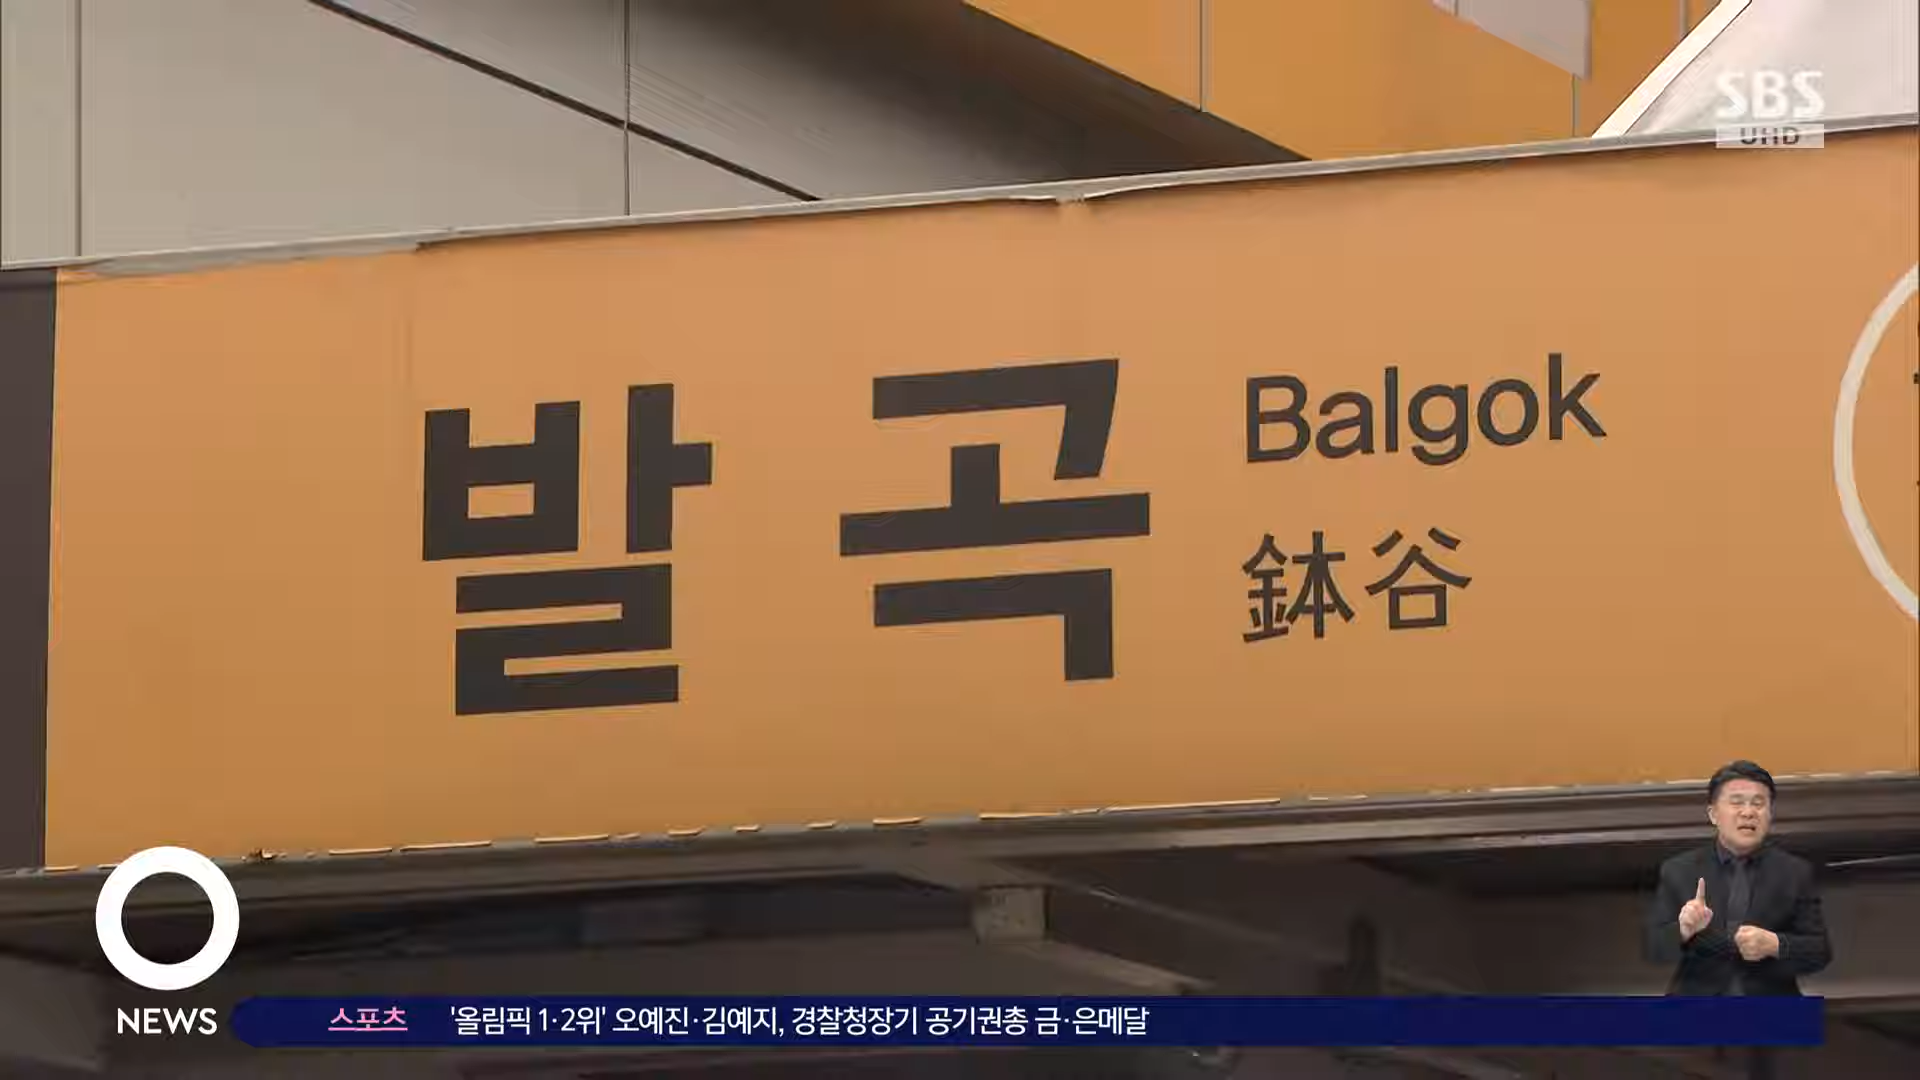 SBS
UHD
발곡
Balgok
鉢谷
NEWS
스포츠 '올림픽 1·2위' 오예진·김예지, 경찰청장기 공기권총 금·은메달